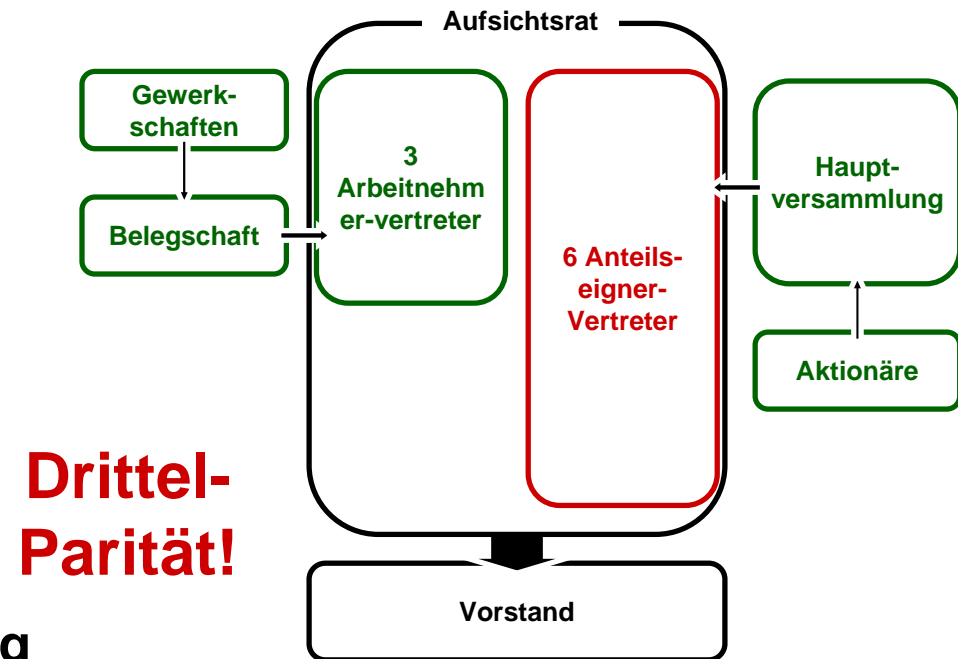 Aufsichtsrat
Gewerk-
schaften
Belegschaft
3
Arbeitnehm
er-vertreter
6 Anteils-
eigner-
Vertreter
Haupt-
versammlung
Aktionäre
Drittel-
Parität!
Vorstand